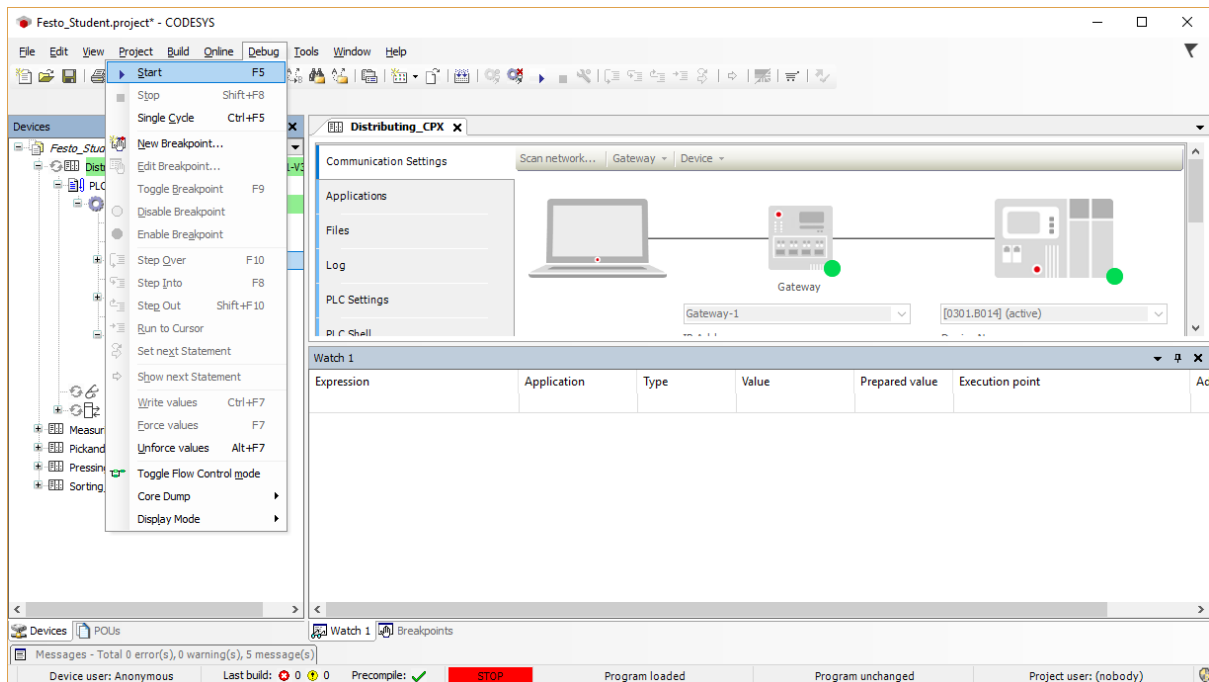 Festo_Student.project* - CODESYS
File Edit View Project Build Online Debug Tools Window Help
Start F5
Stop Shift+F8
Single Cycle Ctrl+F5
New Breakpoint...
Edit Breakpoint...
Toggle Breakpoint F9
Disable Breakpoint
Enable Breakpoint
Step Over F10
Step Into F8
Step Out Shift+F10
Run to Cursor
Set next Statement
Show next Statement
Write values Ctrl+F7
Force values F7
Unforce values Alt+F7
Toggle Flow Control mode
Core Dump
Display Mode
Devices
Festo_Stud
Dist
PLC
Measur
Pickand
Pressing
Sorting_
Devices POUs
Distributing_CPX
Communication Settings
Applications
Files
Log
PLC Settings
PLC Shell
Scan network... Gateway Device
Gateway
Gateway-1
[0301.B014] (active)
Watch 1
Expression Application Type Value Prepared value Execution point
Watch 1 Breakpoints
Messages - Total 0 error(s), 0 warning(s), 5 message(s)
Device user: Anonymous Last build: 0 0 Precompile: STOP Program loaded Program unchanged Project user: (nobody)